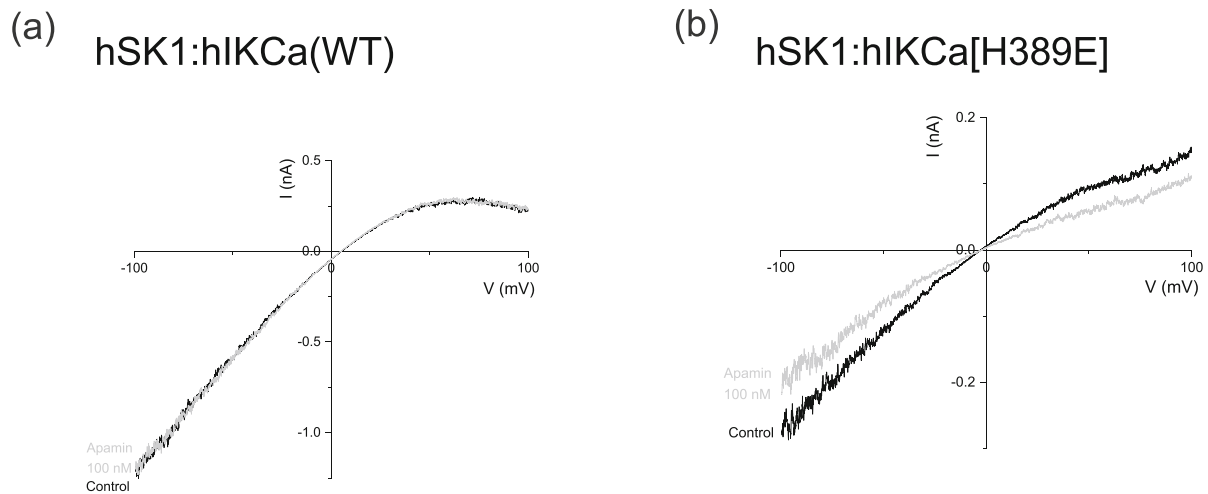 (a)
hSK1:hIKCa(WT)
I (nA)
0.5
0.0
-100
0
100
V (mV)
-0.5
-1.0
Apamin
100 nM
Control
(b)
hSK1:hIKCa[H389E]
I (nA)
0.2
0.0
-100
0
100
V (mV)
-0.2
Apamin
100 nM
Control